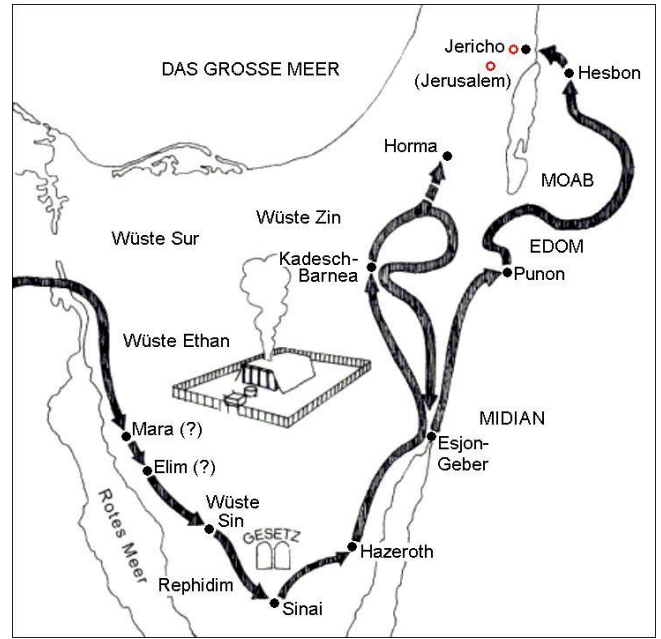 Jericho
DAS GROSSE MEER
Hesbon
(Jerusalem)
Horma
MOAB
Wüste Zin
Wüste Sur
EDOM
Kadesch-
Barnea
Punon
Wüste Ethan
MIDIAN
Mara (?)
Esjon-
Geber
Elim (?)
Wüste
Sin
Rotes Meer
GESETZ
Hazeroth
Rephidim
Sinai